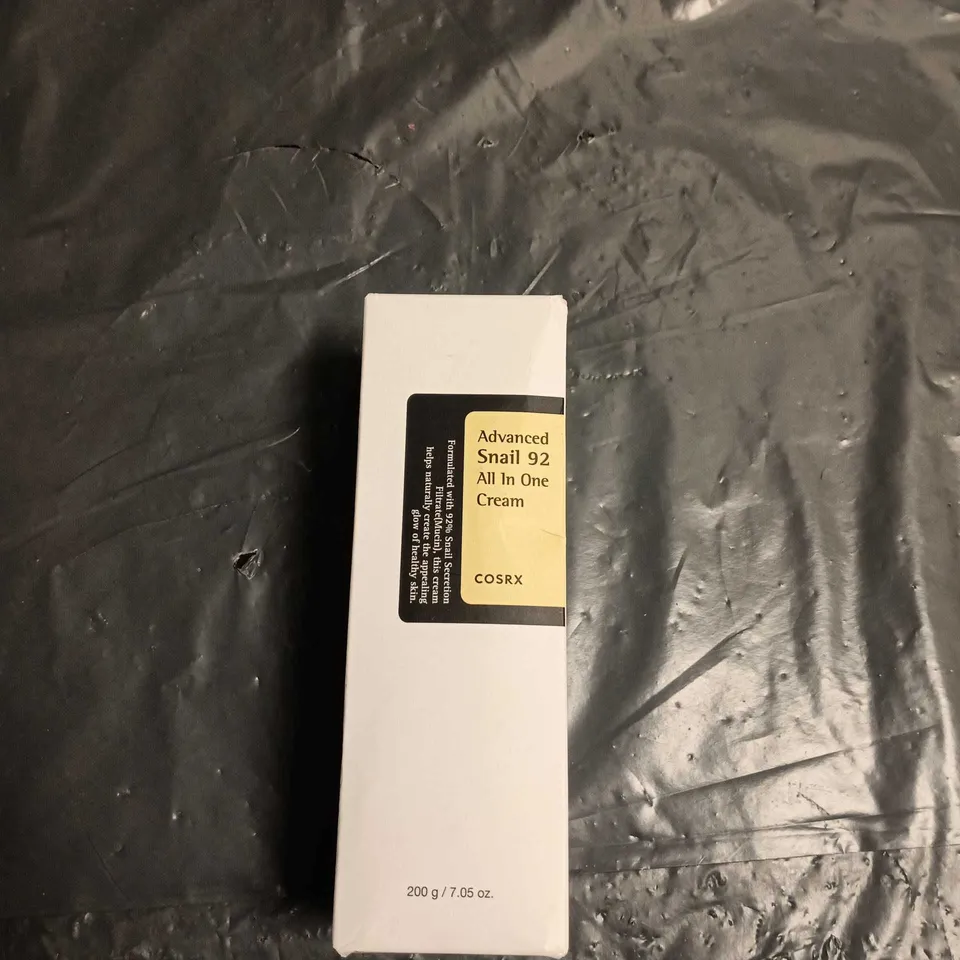 Advanced
Snail 92
All In One
Cream
COSRX
Formulated with 92% Snail Secretion
Filtrate(Mucin), this cream
helps naturally create the appealing
glow of healthy skin.
200 g / 7.05 oz.